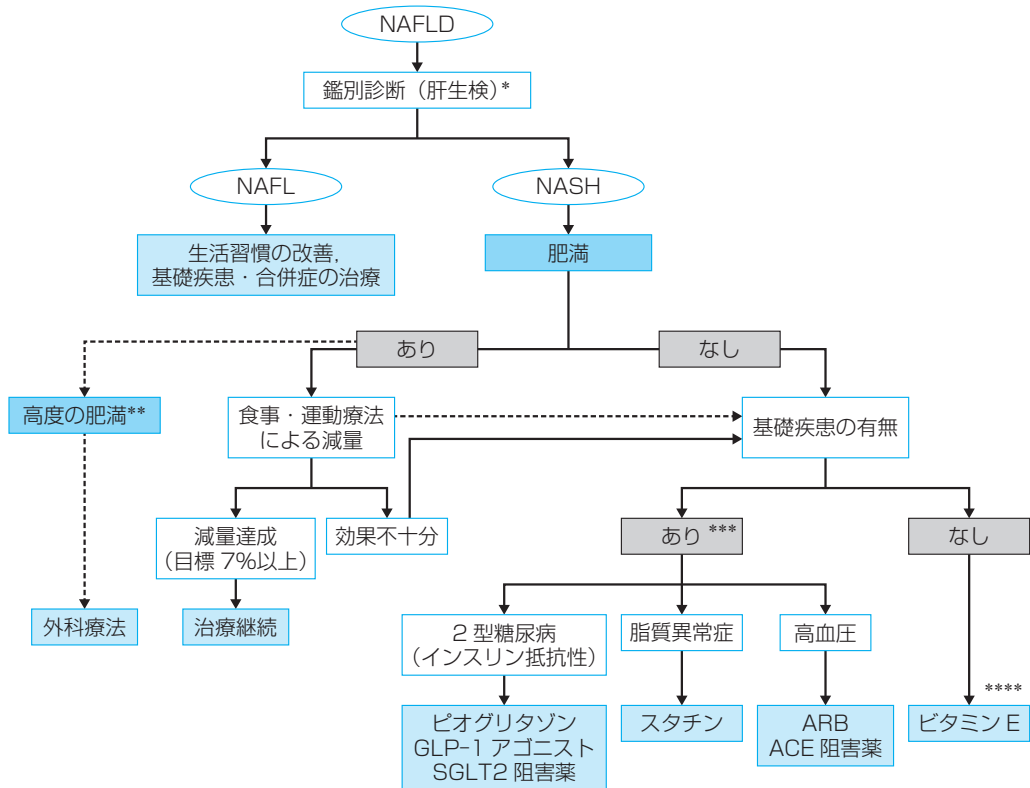 NAFLD
鑑別診断（肝生検）*
NAFL
NASH
生活習慣の改善，
基礎疾患・合併症の治療
肥満
あり
なし
高度の肥満**
食事・運動療法
による減量
基礎疾患の有無
減量達成
（目標 7％以上）
効果不十分
あり ***
なし
外科療法
治療継続
2 型糖尿病
（インスリン抵抗性）
脂質異常症
高血圧
****
ピオグリタゾン
GLP-1 アゴニスト
SGLT2 阻害薬
スタチン
ARB
ACE 阻害薬
ビタミン E